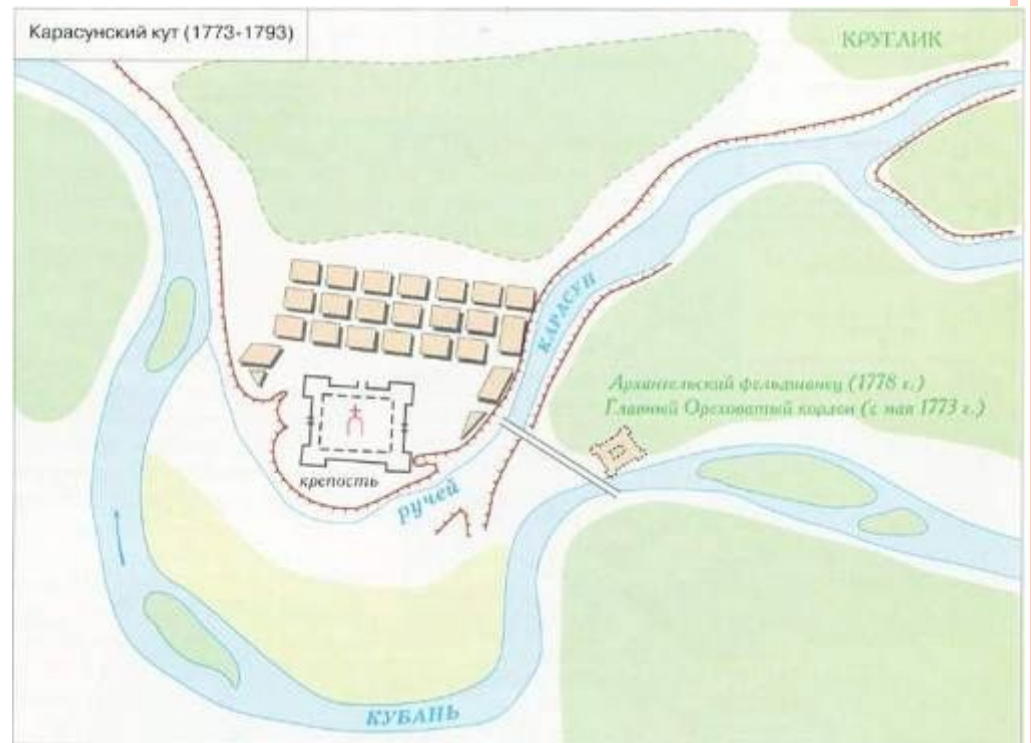 Карасунский кут (1773-1793)
КРУГЛИК
КАРАСУН
Архангельский фельдшанец (1778 г.)
Главный Ореховатый кордон (с мая 1773 г.)
крепость
ручей
КУБАНЬ